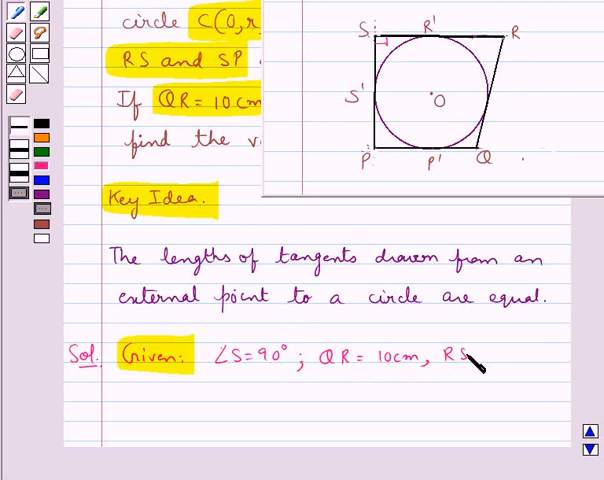 circle C(O,r
RS and SP
If QR = 10cm
find the v
S R' R
S' O
P P' Q
Key Idea.
The lengths of tangents drawn from an
external point to a circle are equal.
Sol. Given: ∠S=90°; QR = 10cm, RS